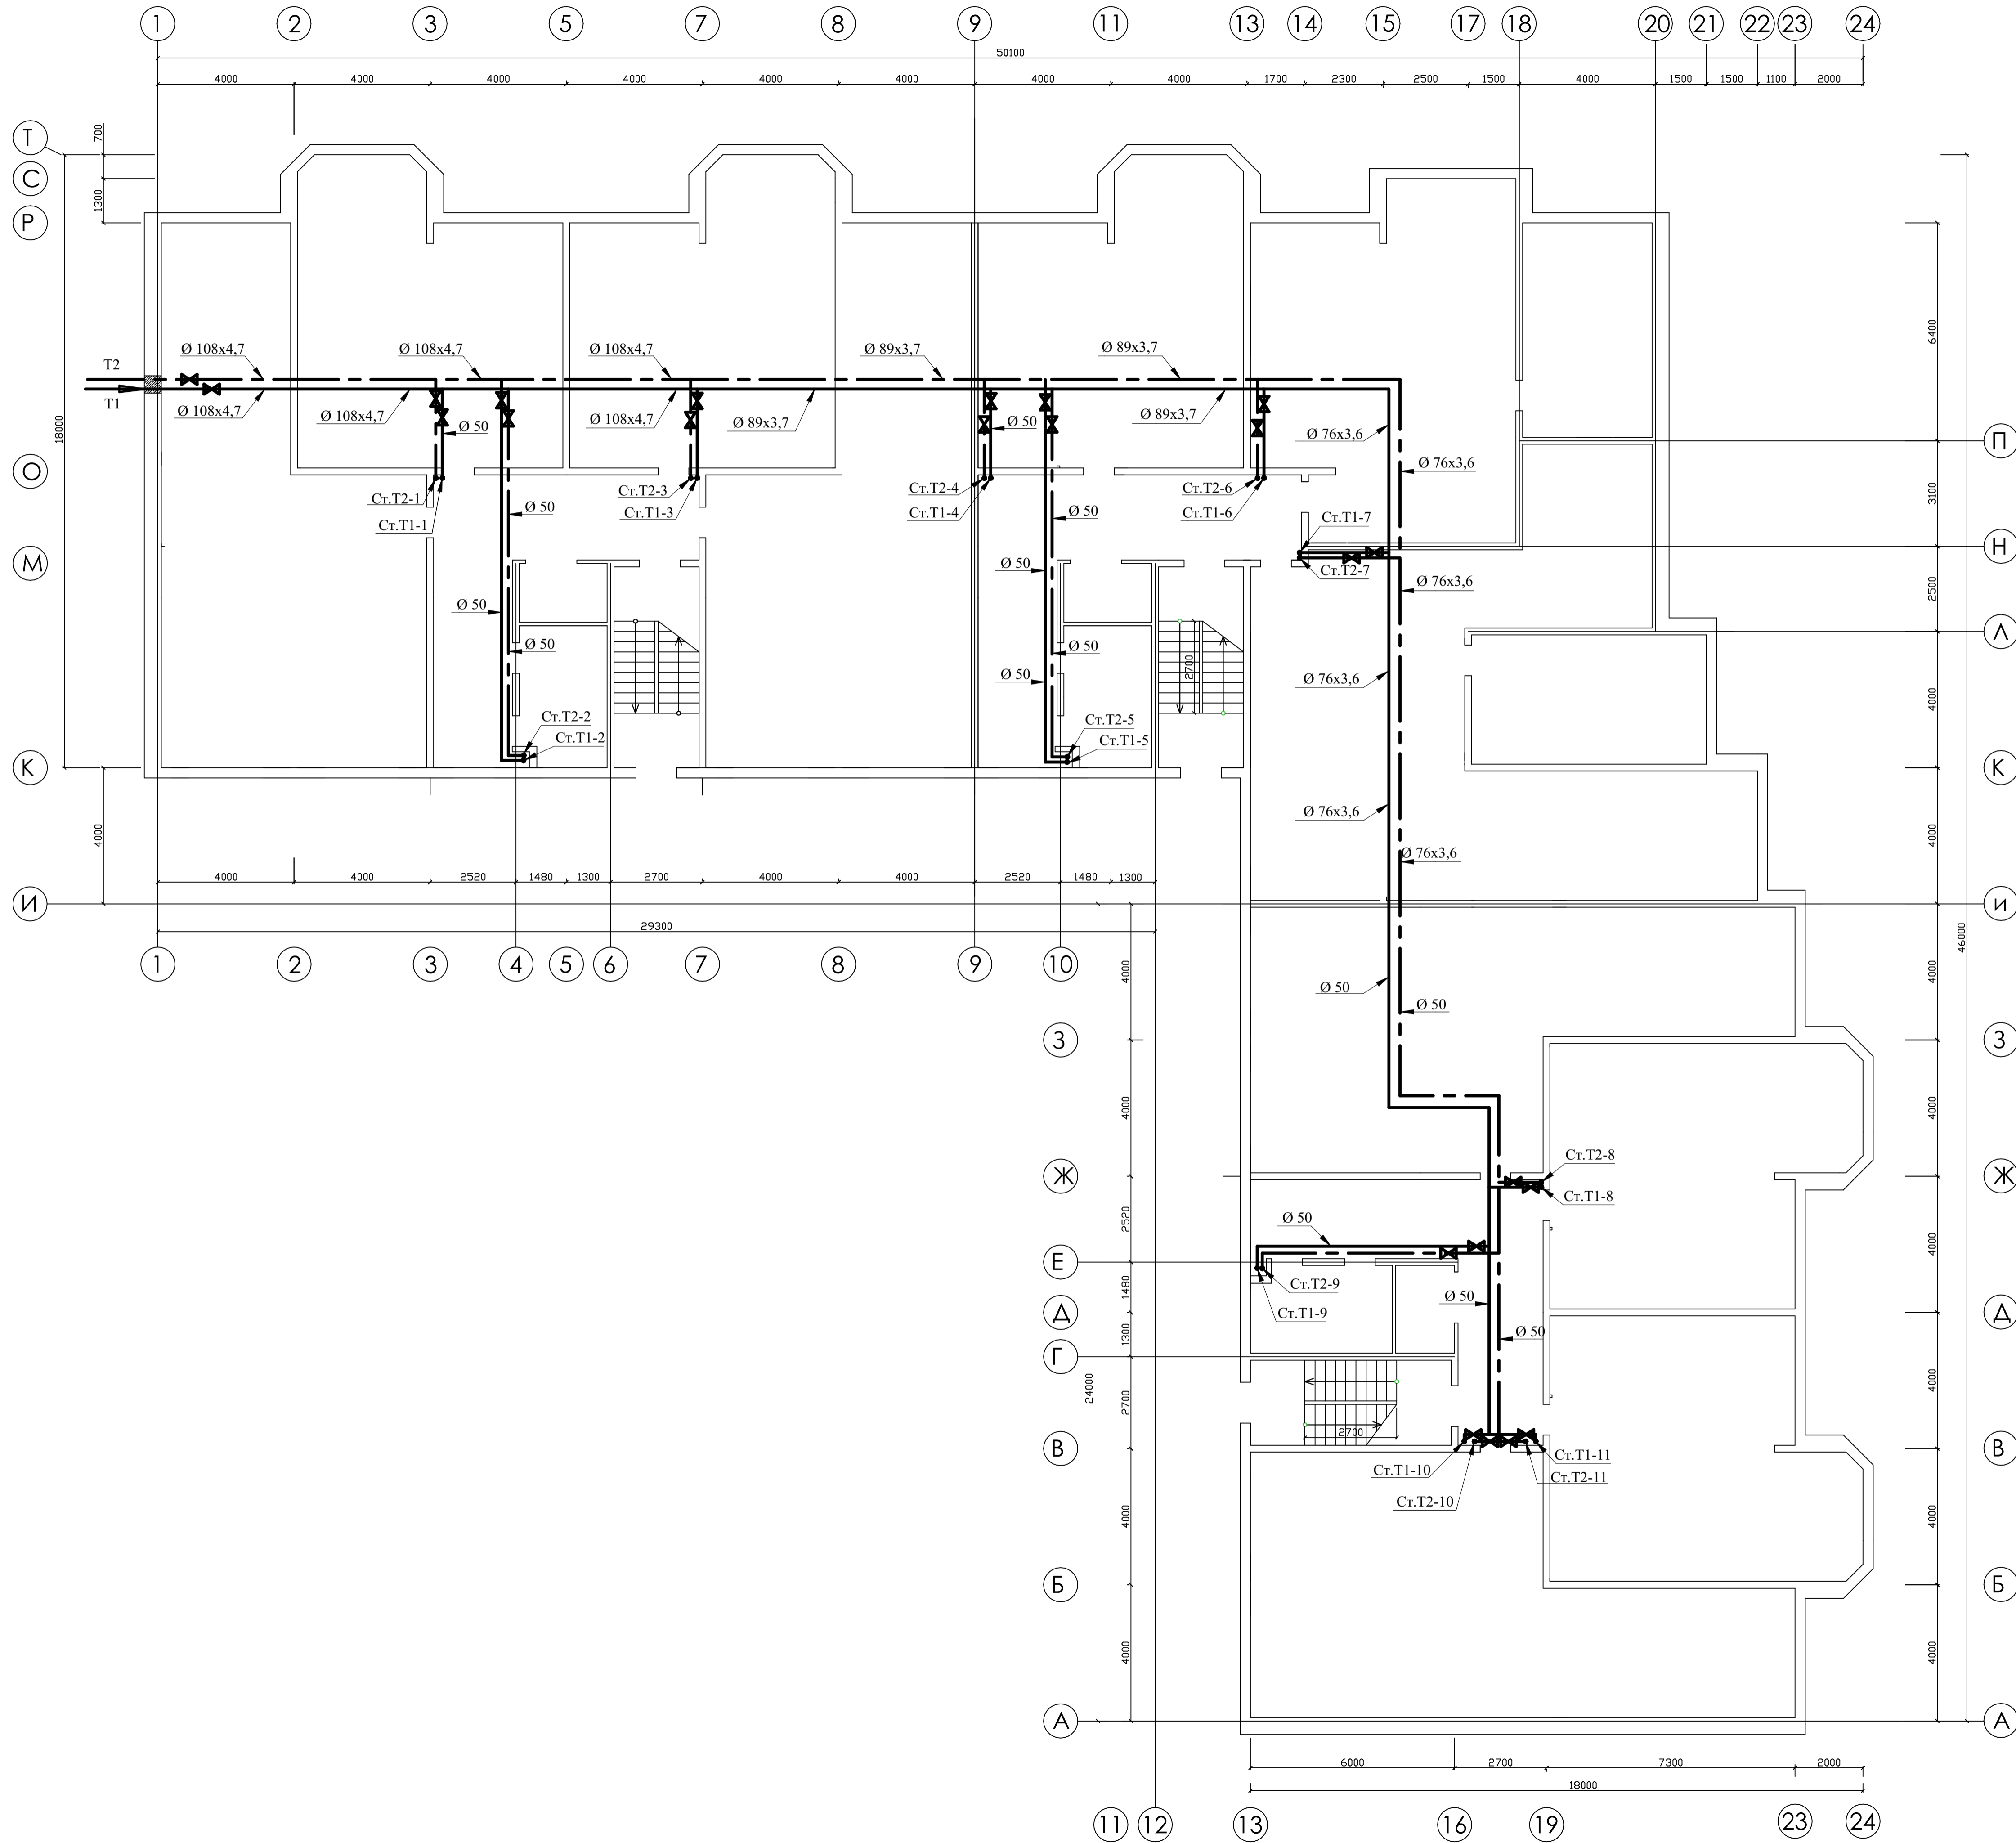 1 2 3 5 7 8 9 11 13 14 15 17 18 20 21 22 23 24
50100
4000 4000 4000 4000 4000 4000 4000 4000 1700 2300 2500 1500 4000 1500 1500 1100 2000
Т
700
С
1300
Р
18000
6400
Т2
Ø 108x4,7 Ø 108x4,7 Ø 108x4,7 Ø 89x3,7 Ø 89x3,7
Т1
Ø 108x4,7 Ø 108x4,7 Ø 108x4,7 Ø 89x3,7 Ø 89x3,7
Ø 50 Ø 50
Ø 76x3,6
П
Ø 76x3,6
О
Ст.Т2-1 Ст.Т2-3 Ст.Т2-4 Ст.Т2-6
Ст.Т1-1 Ст.Т1-3 Ст.Т1-4 Ст.Т1-6
3100
Ø 50 Ø 50
Ст.Т1-7
Н
М
Ø 50
Ст.Т2-7
Ø 76x3,6
2500
Ø 50
Л
Ø 50 Ø 50
2700
Ø 50
Ø 76x3,6
4000
Ст.Т2-2 Ст.Т2-5
Ст.Т1-2 Ст.Т1-5
К К
4000
Ø 76x3,6
4000
Ø 76x3,6
4000 4000 2520 1480 1300 2700 4000 4000 2520 1480 1300
И и
29300
46000
1 2 3 4 5 6 7 8 9 10
4000 4000
Ø 50
Ø 50
З З
4000 4000
Ст.Т2-8
Ж Ж
Ст.Т1-8
2520
Ø 50
4000
Е
1480
Ст.Т2-9
Ø 50
Ст.Т1-9
Д Д
1300
Ø 50
Г
24000
2700
4000
2700
В В
Ст.Т1-11
Ст.Т1-10
Ст.Т2-11
Ст.Т2-10
4000 4000
Б Б
4000 4000
А А
6000 2700 7300 2000
18000
11 12 13 16 19 23 24